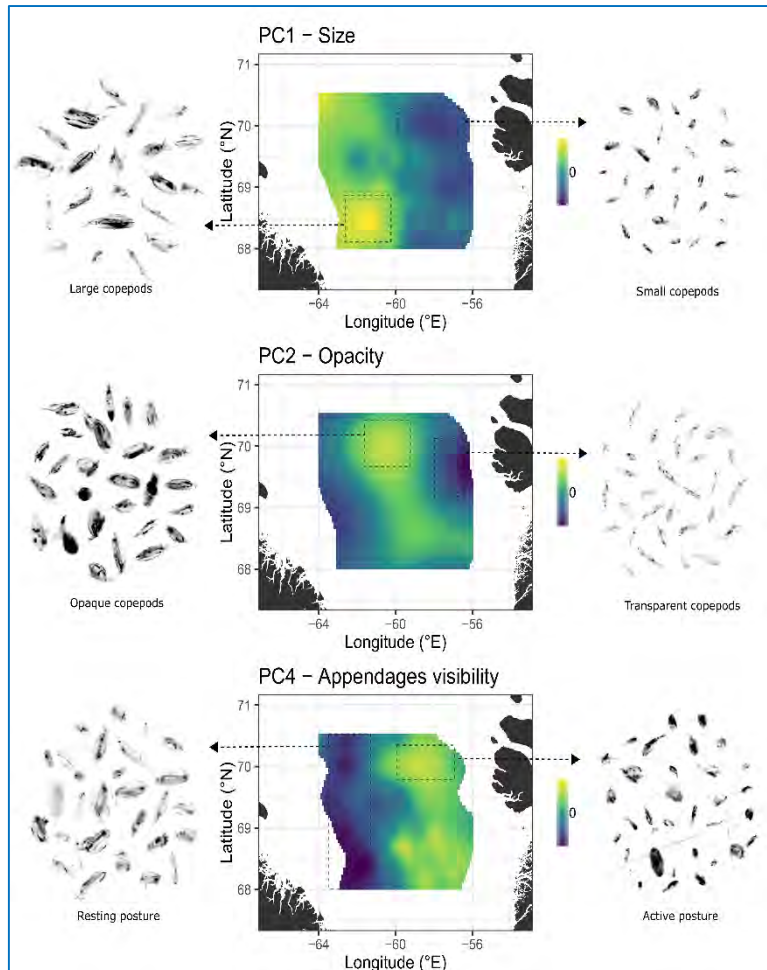 PC1 – Size
71
70
69
68
Latitude (°N)
−64
−60
−56
Longitude (°E)
0
Large copepods
Small copepods
PC2 – Opacity
71
70
69
68
Latitude (°N)
−64
−60
−56
Longitude (°E)
0
Opaque copepods
Transparent copepods
PC4 – Appendages visibility
71
70
69
68
Latitude (°N)
−64
−60
−56
Longitude (°E)
0
Resting posture
Active posture